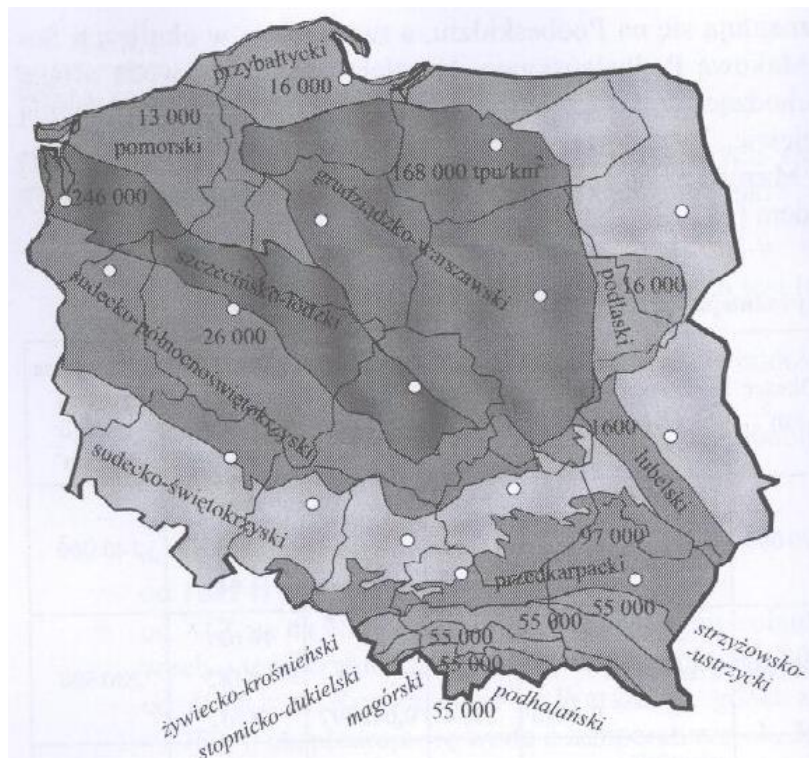 przybałtycki
16 000
13 000
pomorski
168 000 tpu/km²
246 000
grudziądzko-warszawski
szczecińsko-łódzki
podlaski
16 000
sudecko-północnoświętokrzyski
26 000
1600
lubelski
sudecko-świętokrzyski
97 000
przedkarpacki
55 000
55 000
55 000
55 000
55 000
strzyżowsko-
-ustrzycki
żywiecko-krośnieński
stopnicko-dukielski
magórski
podhalański